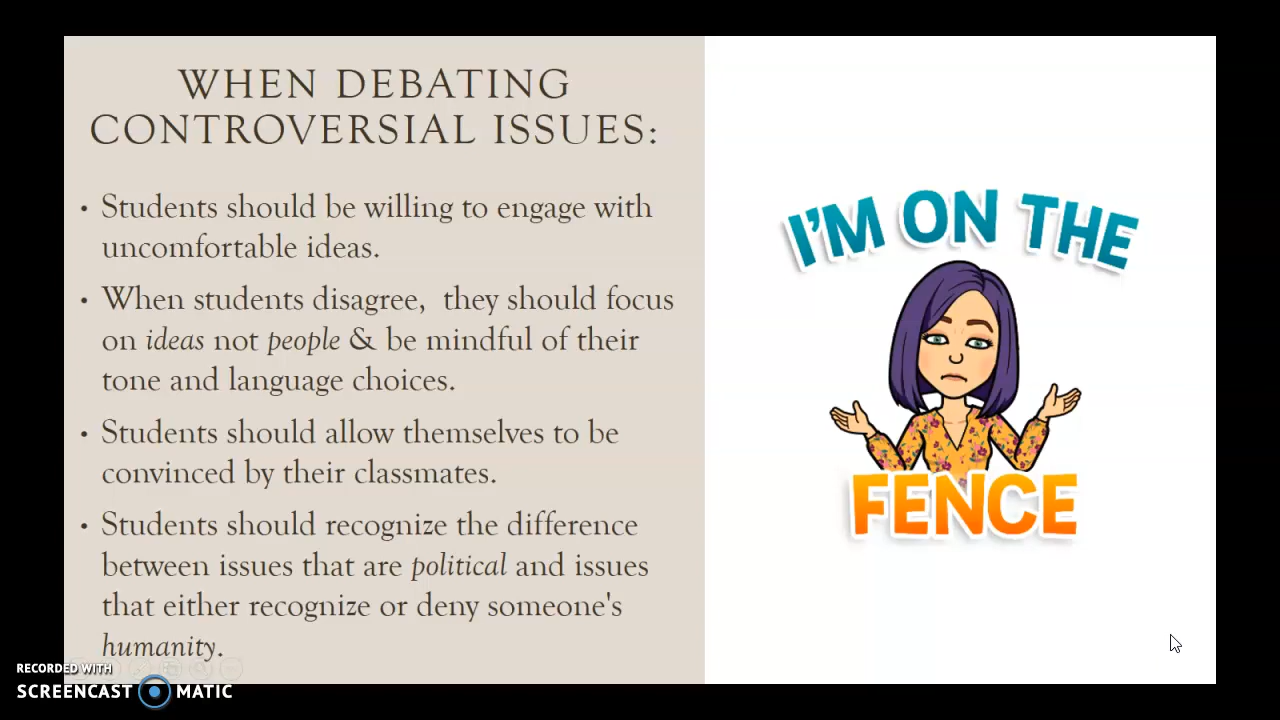 WHEN DEBATING
CONTROVERSIAL ISSUES:
• Students should be willing to engage with
uncomfortable ideas.
• When students disagree,  they should focus
on ideas not people & be mindful of their
tone and language choices.
• Students should allow themselves to be
convinced by their classmates.
• Students should recognize the difference
between issues that are political and issues
that either recognize or deny someone's
humanity.
I'M ON THE
FENCE
RECORDED WITH
SCREENCAST MATIC